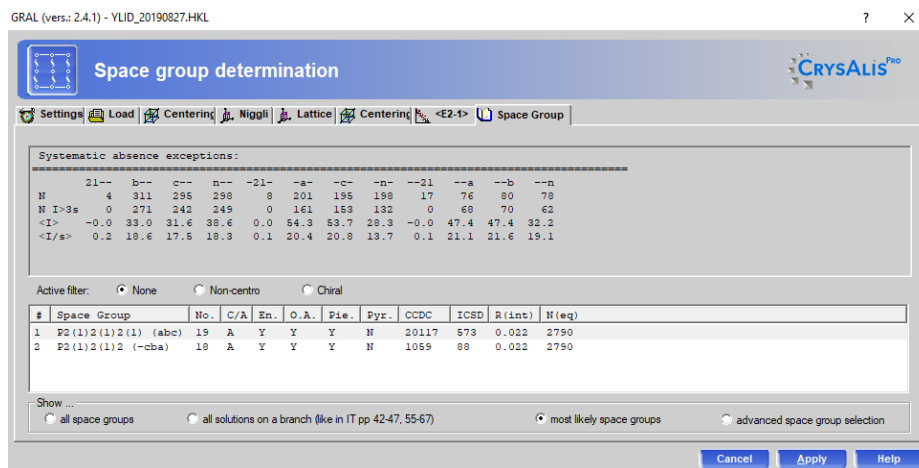 GRAL (vers.: 2.4.1) - YLID_20190827.HKL ? ×
Space group determination
CRYSALIS PRO
Settings Load Centering Niggli Lattice Centering <E2-1> Space Group
Systematic absence exceptions:
==========================================================================
21-- b-- c-- n-- -21- -a- -c- -n- --21 --a --b --n
N 4 311 295 298 8 201 195 198 17 76 80 78
N I>3s 0 271 242 249 0 161 153 132 0 68 70 62
<I> -0.0 33.0 31.6 38.6 0.0 54.3 53.7 28.3 -0.0 47.4 47.4 32.2
<I/s> 0.2 18.6 17.5 18.3 0.1 20.4 20.8 13.7 0.1 21.1 21.6 19.1
Active filter: None Non-centro Chiral
# Space Group No. C/A En. O.A. Pie. Pyr. CCDC ICSD R(int) N(eq)
1 P2(1)2(1)2(1) (abc) 19 A Y Y Y N 20117 573 0.022 2790
2 P2(1)2(1)2 (-cba) 18 A Y Y Y N 1059 88 0.022 2790
Show ...
all space groups all solutions on a branch (like in IT pp 42-47, 55-67) most likely space groups advanced space group selection
Cancel Apply Help